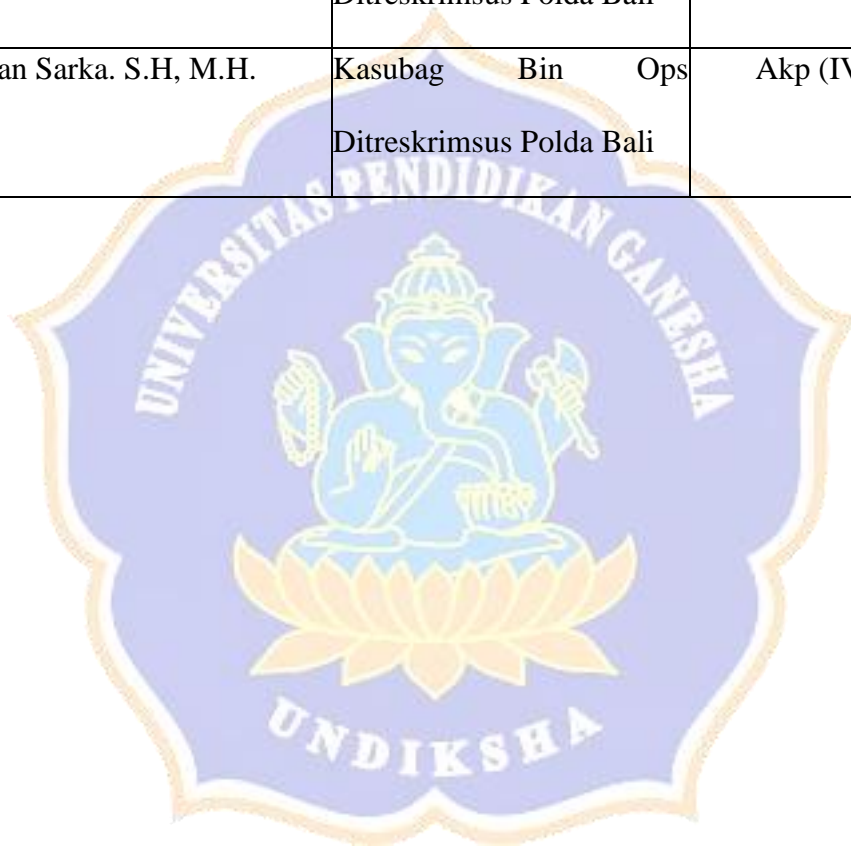 Ditreskrimsus Polda Bali
an Sarka. S.H, M.H.
Kasubag Bin Ops
Akp (IV
Ditreskrimsus Polda Bali
UNIVERSITAS PENDIDIKAN GANESHA
UNDIKSHA